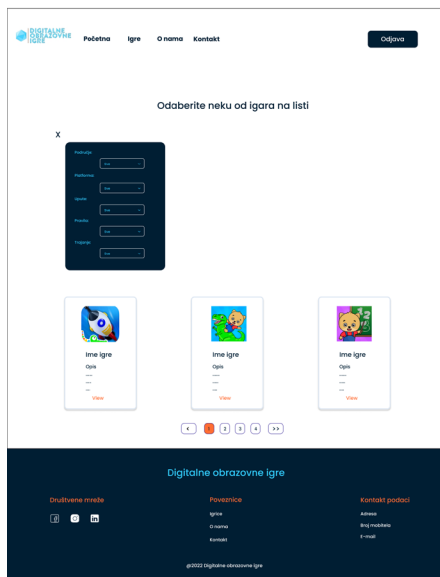 DIGITALNE
OBRAZOVNE
IGRE
Početna Igre O nama Kontakt
Odjava
Odaberite neku od igara na listi
X
Područje:
Sve
Platforma:
Sve
Sve
Sve
Trajanje:
Sve
Ime igre
Opis
View
Ime igre
Opis
View
Ime igre
Opis
View
< 1 2 3 4 >>
Digitalne obrazovne igre
Društvene mreže
Poveznice
Igrice
O nama
Kontakt
Kontakt podaci
Adresa
Broj mobitela
E-mail
@2022 Digitalne obrazovne igre